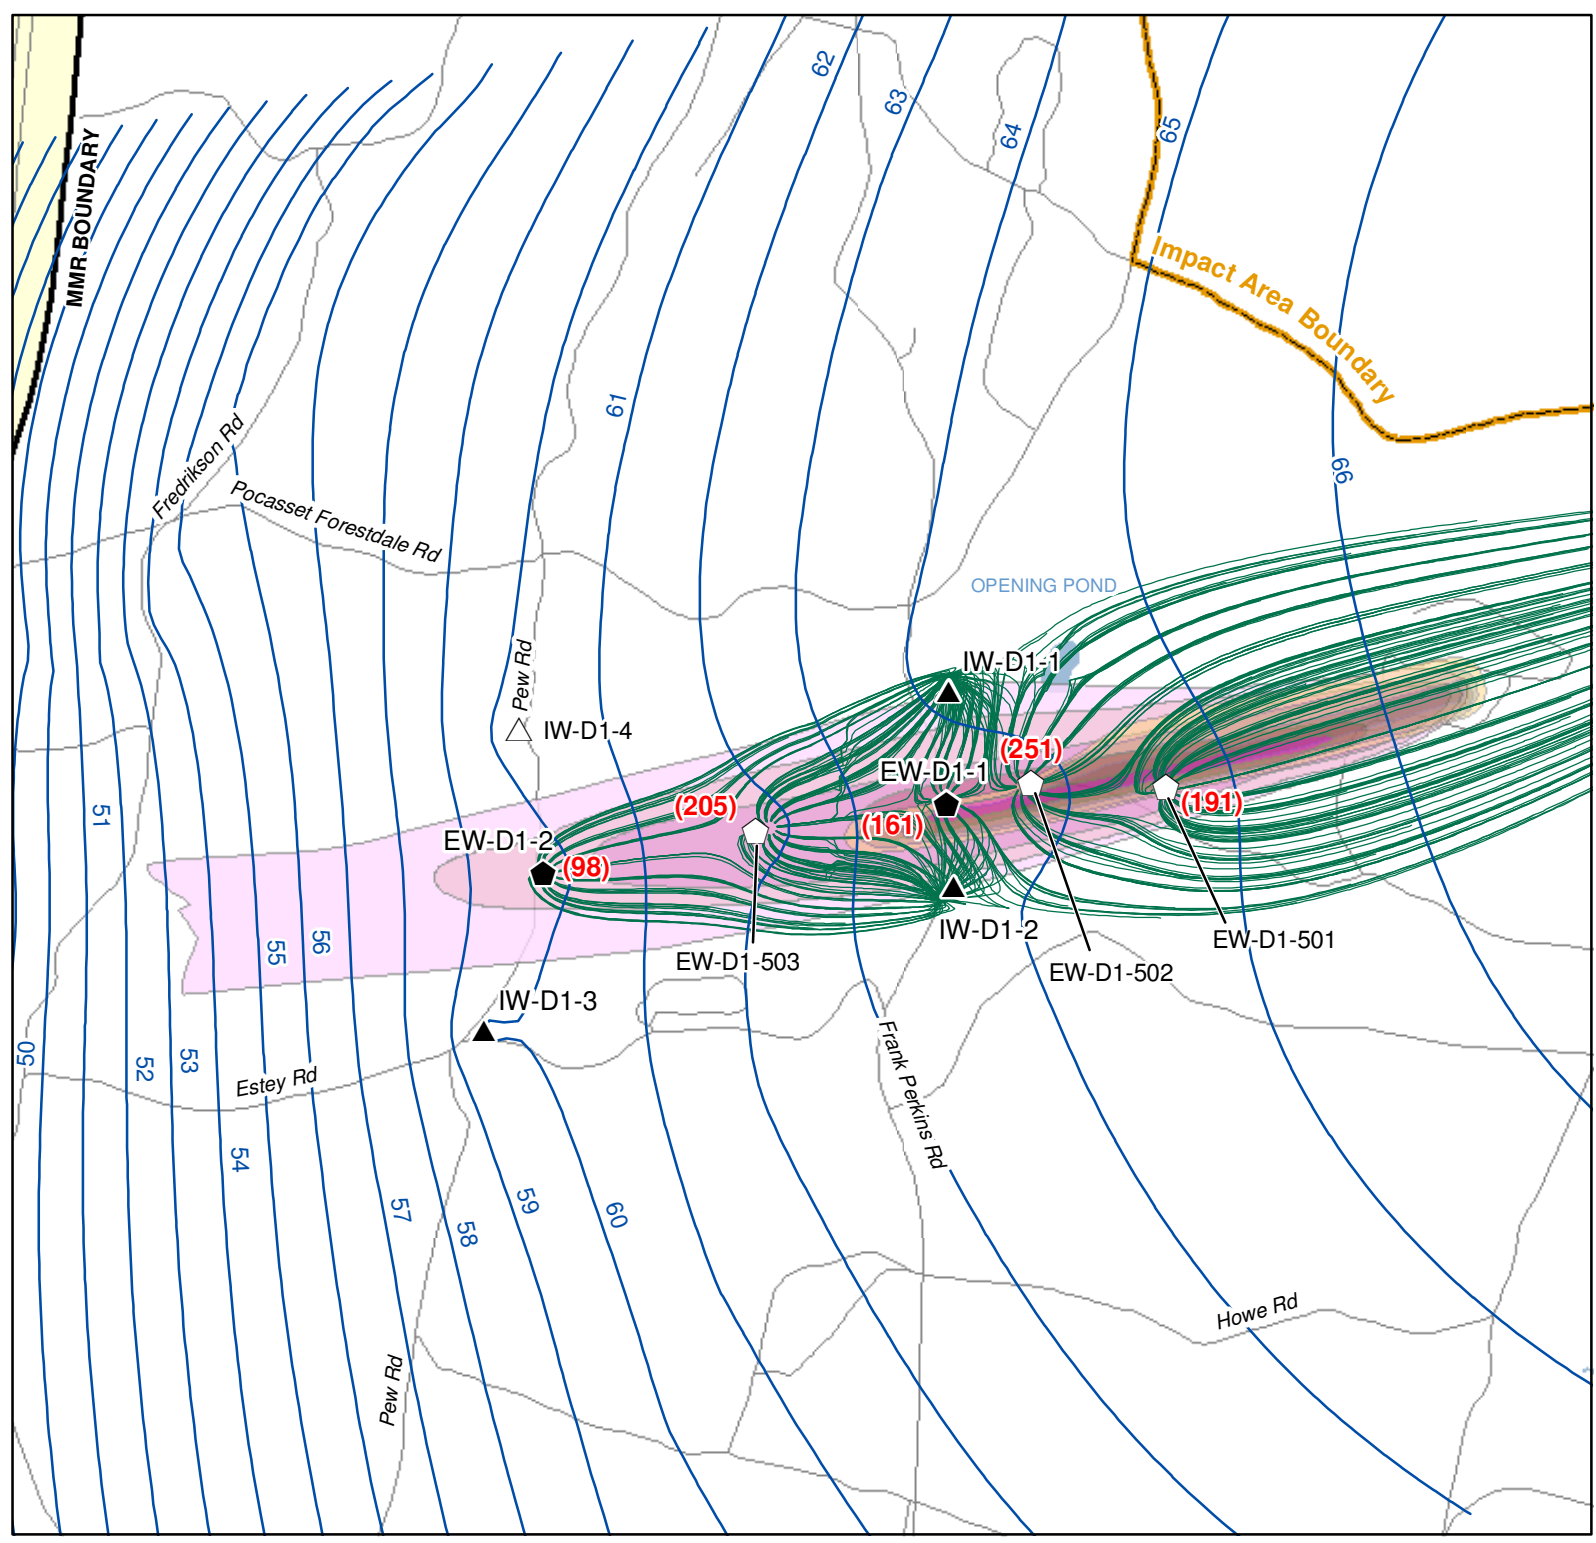 62
63
64
65
MMR BOUNDARY
Impact Area Boundary
61
66
Fredrikson Rd
Pocasset Forestdale Rd
OPENING POND
Pew Rd
IW-D1-1
IW-D1-4
(251)
EW-D1-1
(205)
(191)
51
(161)
EW-D1-2
(98)
IW-D1-2
EW-D1-501
55
56
EW-D1-503
EW-D1-502
IW-D1-3
50
52
53
Estey Rd
Frank Perkins Rd
54
57
58
59
60
Howe Rd
Pew Rd